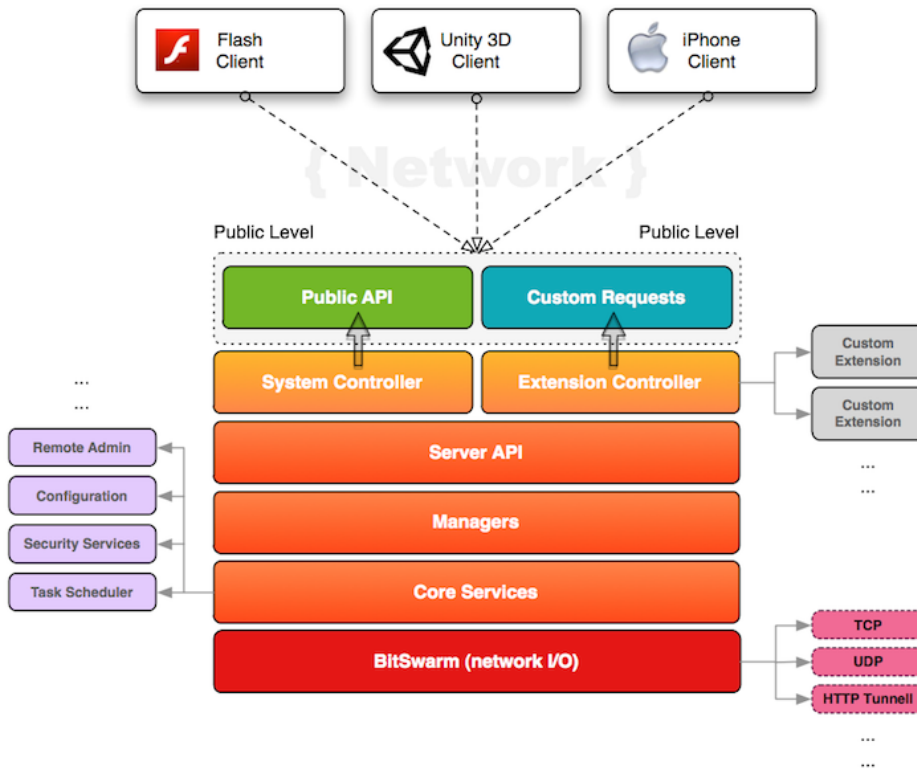 Flash
Client
Unity 3D
Client
iPhone
Client
{ Network }
Public Level
Public Level
Public API
Custom Requests
System Controller
Extension Controller
Custom
Extension
Custom
Extension
...
...
...
...
Remote Admin
Configuration
Security Services
Task Scheduler
Server API
Managers
Core Services
BitSwarm (network I/O)
TCP
UDP
HTTP Tunnell
...
...